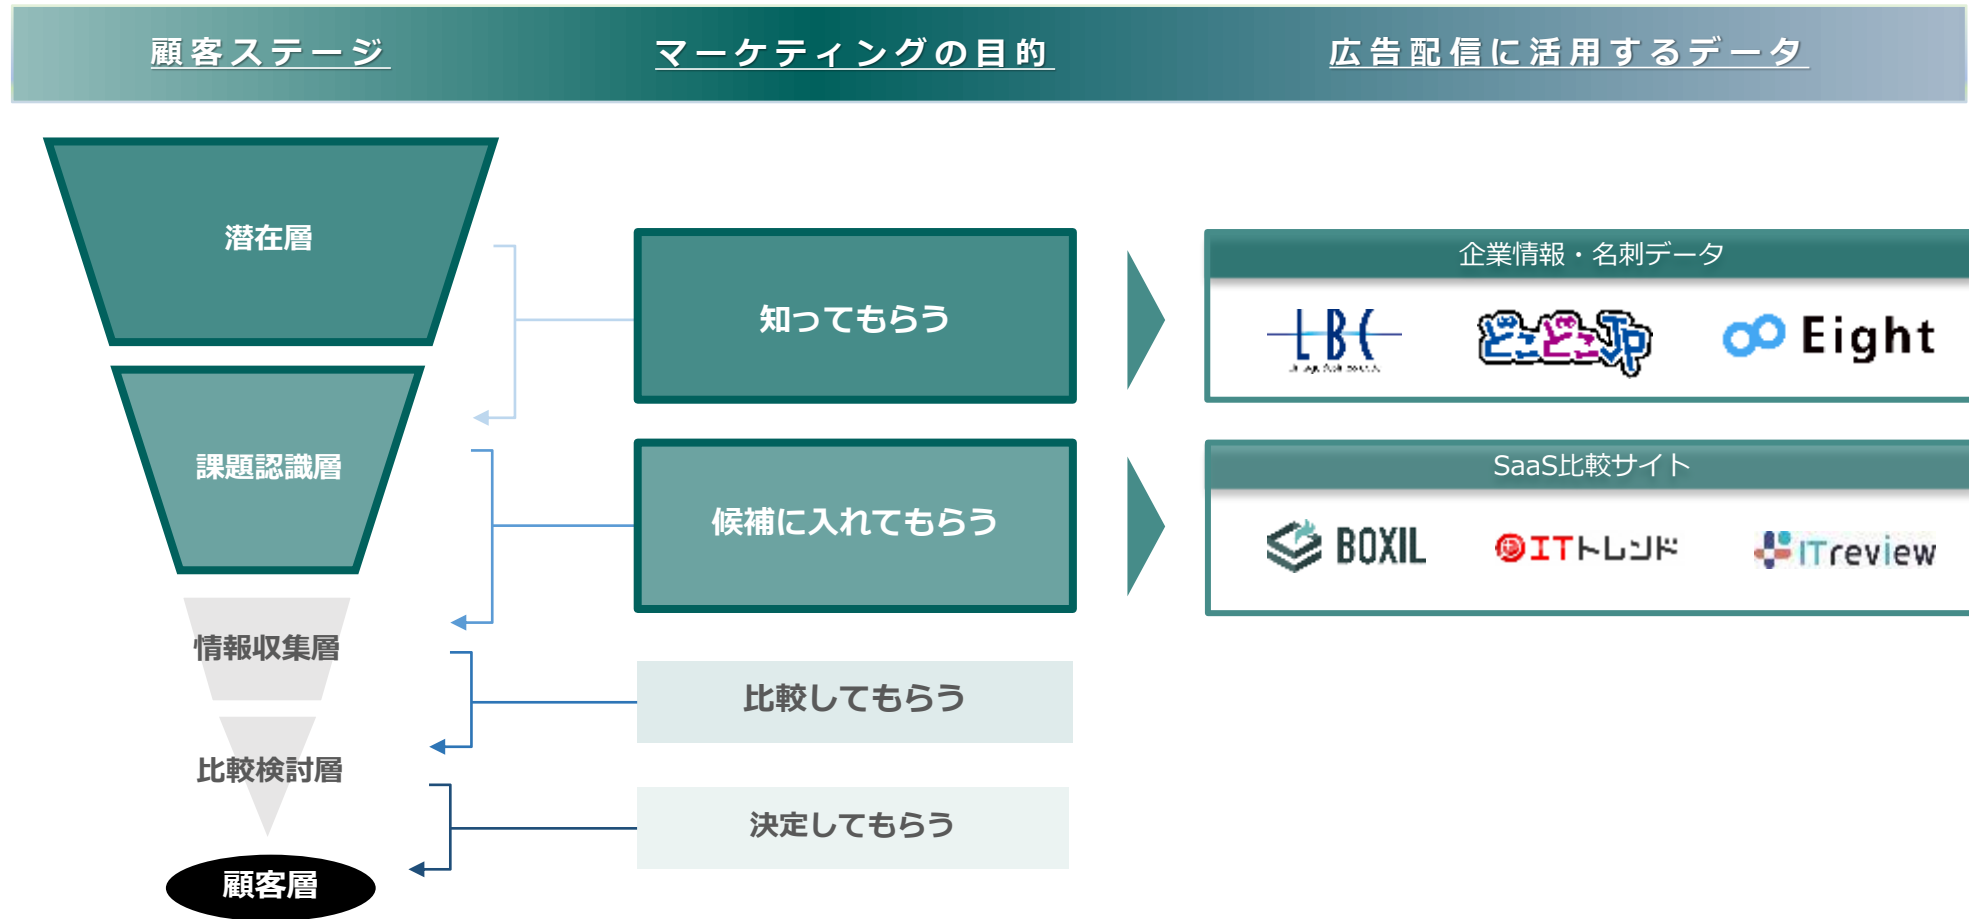 顧客ステージ
マーケティングの目的
広告配信に活用するデータ
潜在層
知ってもらう
企業情報・名刺データ
LBC
どこどこJP
Eight
課題認識層
候補に入れてもらう
SaaS比較サイト
BOXIL
ITトレンド
ITreview
情報収集層
比較してもらう
比較検討層
決定してもらう
顧客層